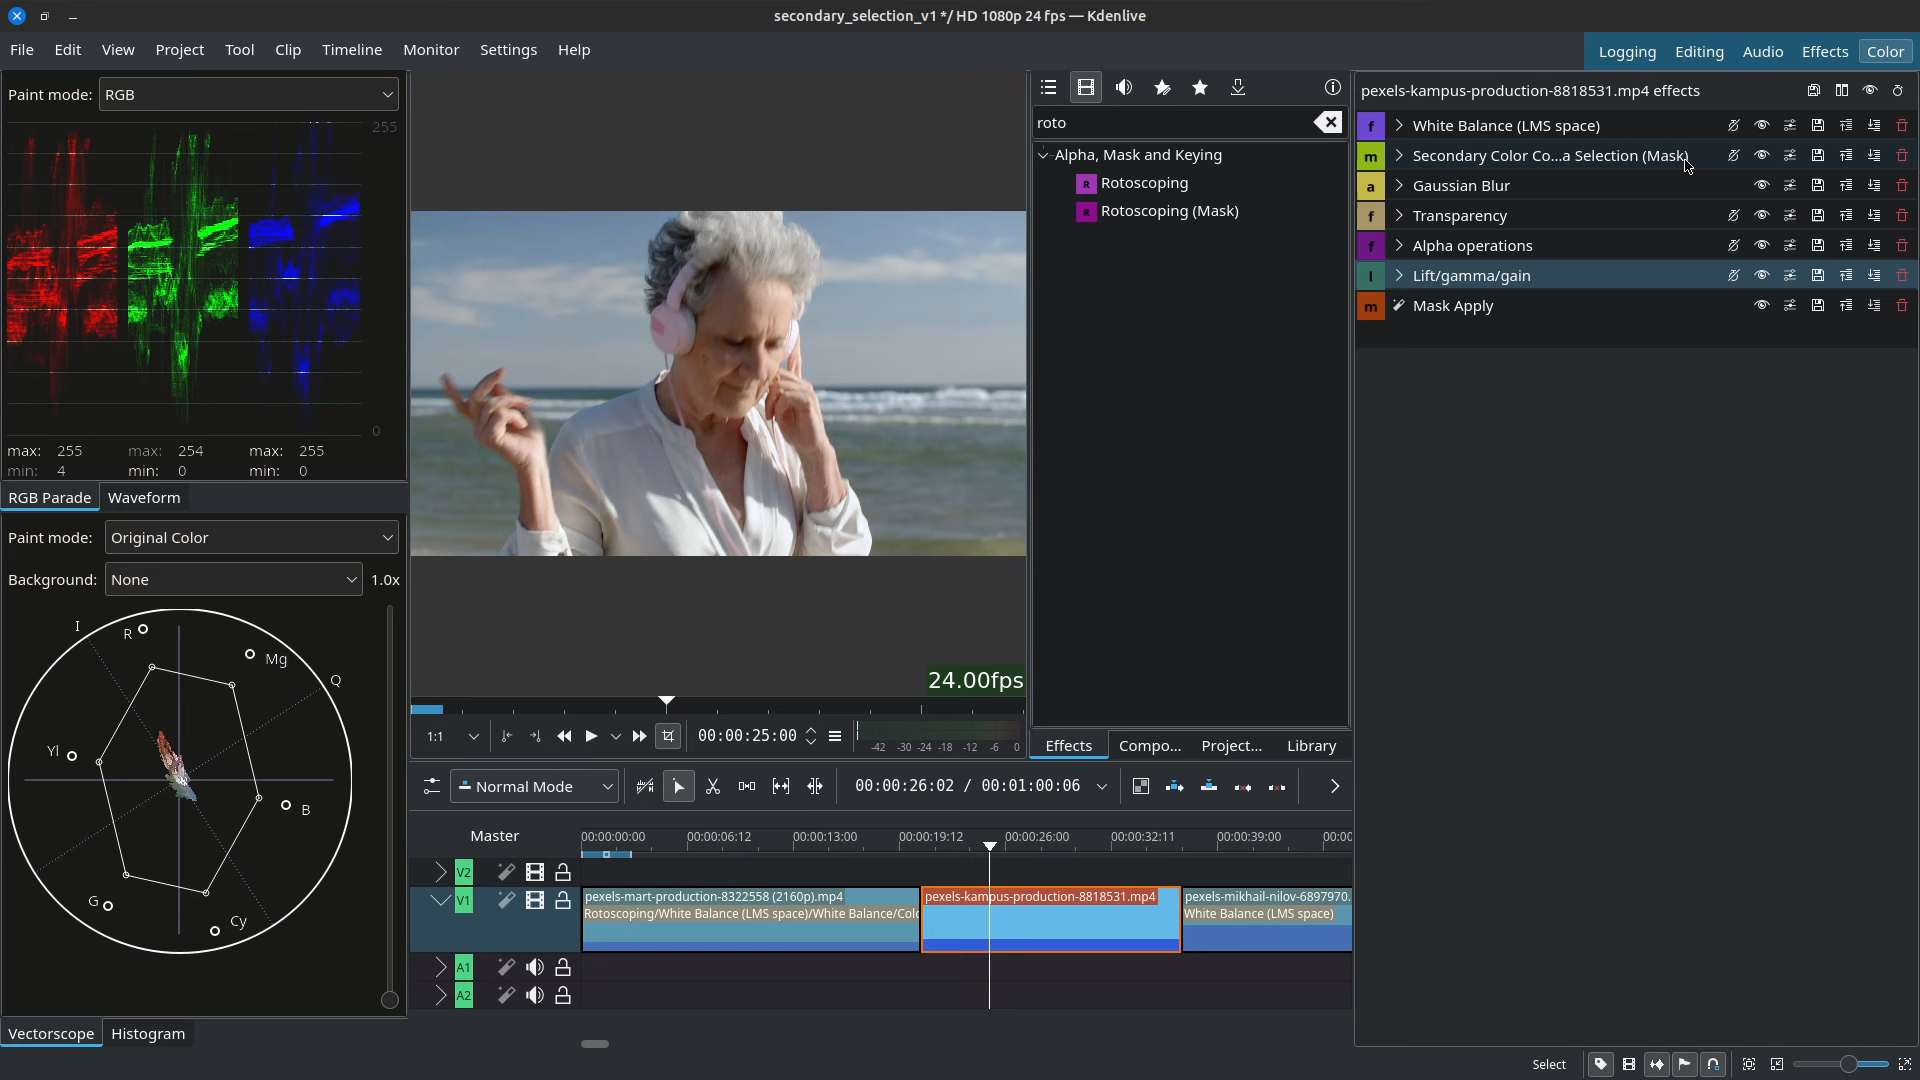 secondary_selection_v1 */ HD 1080p 24 fps — Kdenlive
File Edit View Project Tool Clip Timeline Monitor Settings Help
Logging Editing Audio Effects Color
Paint mode: RGB
255
0
max: 255 max: 254 max: 255
min: 4 min: 0 min: 0
RGB Parade Waveform
Paint mode: Original Color
Background: None 1.0x
I R Mg Q
Yl B
G Cy
Vectorscope Histogram
24.00fps
1:1 00:00:25:00
-42 -30 -24 -18 -12 -6 0
roto
Alpha, Mask and Keying
R Rotoscoping
R Rotoscoping (Mask)
Effects Compo... Project... Library
pexels-kampus-production-8818531.mp4 effects
f White Balance (LMS space)
m Secondary Color Co...a Selection (Mask)
a Gaussian Blur
f Transparency
f Alpha operations
l Lift/gamma/gain
m Mask Apply
Normal Mode 00:00:26:02 / 00:01:00:06
Master 00:00:00:00 00:00:06:12 00:00:13:00 00:00:19:12 00:00:26:00 00:00:32:11 00:00:39:00 00:00
V2
V1 pexels-mart-production-8322558 (2160p).mp4 pexels-kampus-production-8818531.mp4 pexels-mikhail-nilov-6897970.
Rotoscoping/White Balance (LMS space)/White Balance/Colo White Balance (LMS space)
A1
A2
Select